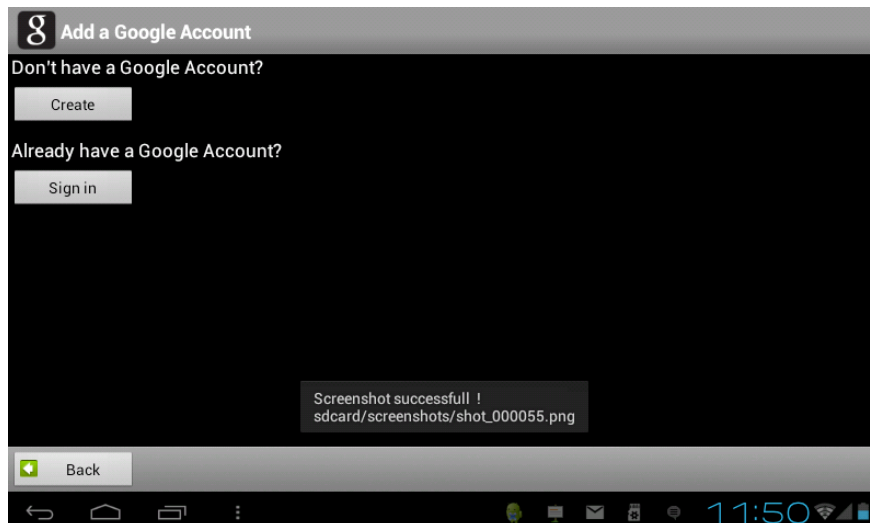 g Add a Google Account
Don't have a Google Account?
Create
Already have a Google Account?
Sign in
Screenshot successfull !
sdcard/screenshots/shot_000055.png
Back
11:50